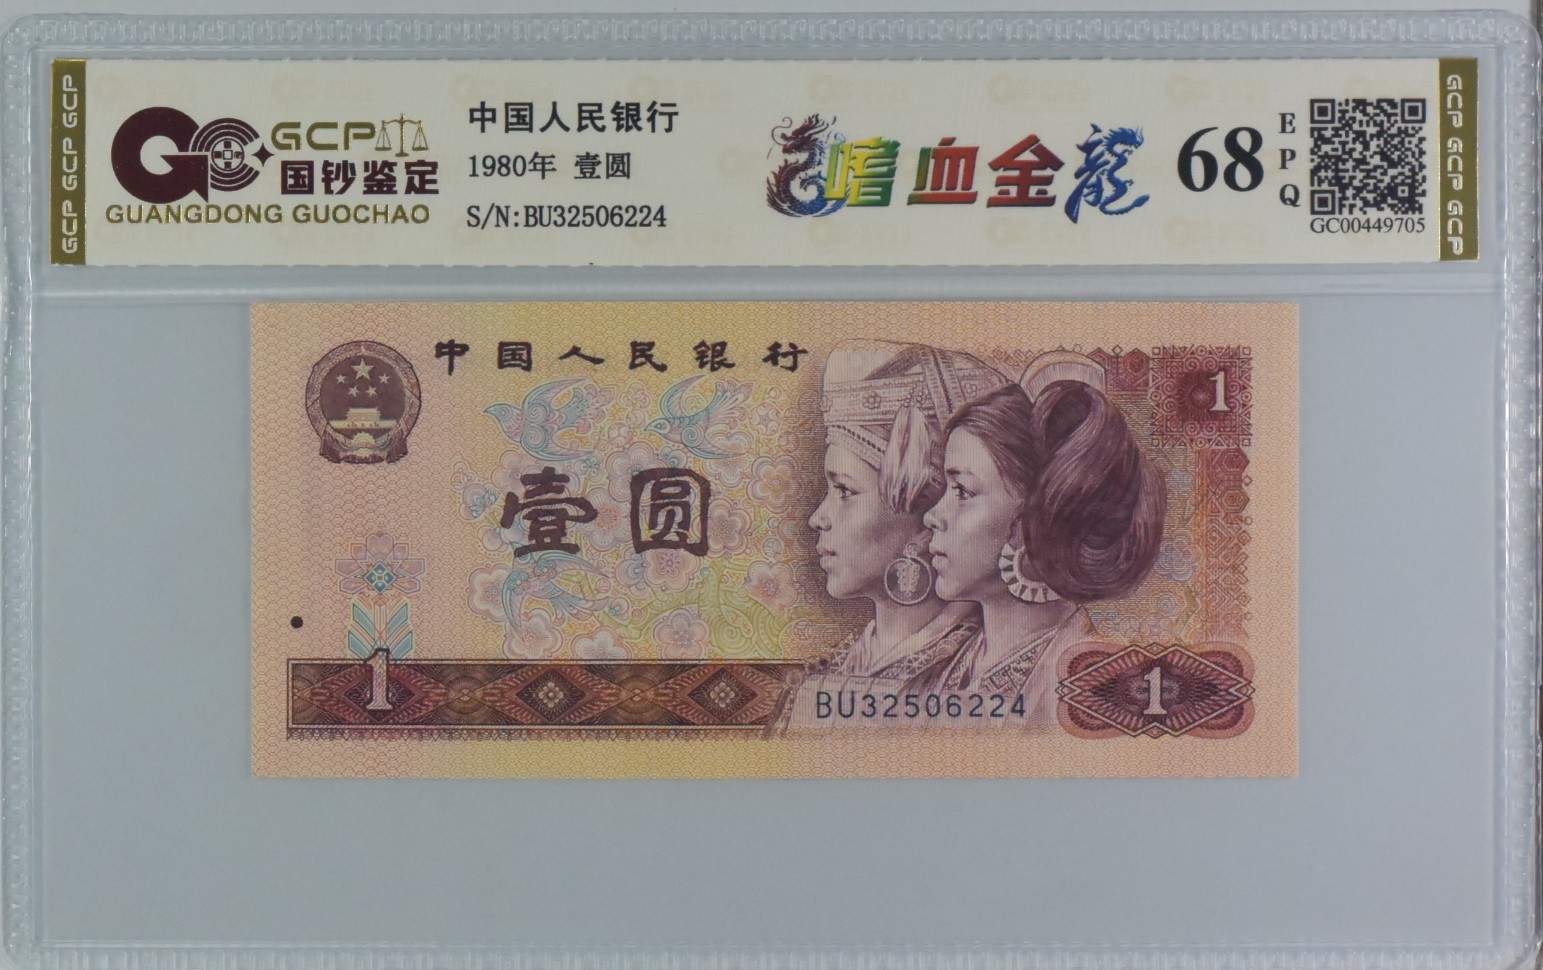 GCP GCP GCP
GCP
国钞鉴定
GUANGDONG GUOCHAO
中国人民银行
1980年 壹圆
S/N:BU32506224
嗜血金龍
68
EPQ
GC00449705
GCP GCP GCP
中国人民银行
1
壹圆
1
BU32506224
1